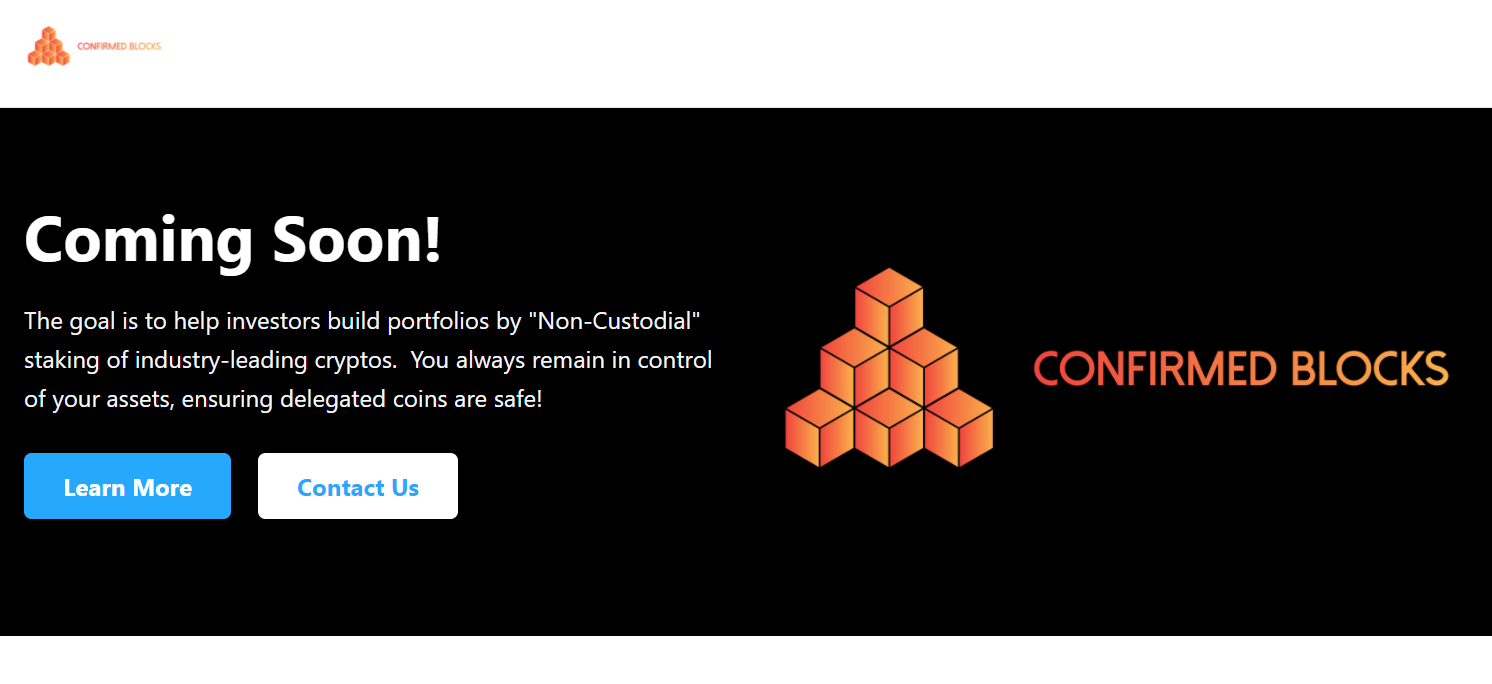 CONFIRMED BLOCKS
Coming Soon!
The goal is to help investors build portfolios by "Non-Custodial"
staking of industry-leading cryptos.  You always remain in control
of your assets, ensuring delegated coins are safe!
Learn More
Contact Us
CONFIRMED BLOCKS